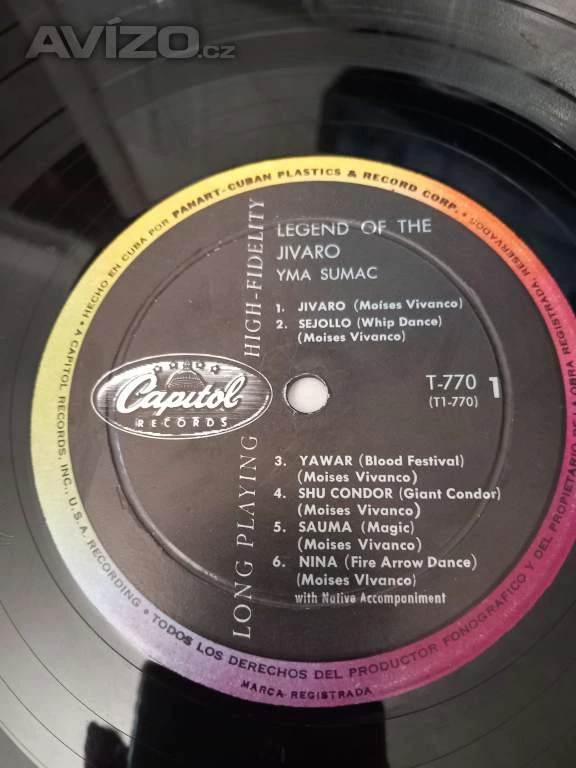 AVÍZO.cz
• HECHO EN CUBA POR PANART-CUBAN PLASTICS & RECORD CORP. •
REGISTRADA, RESERVADOS
• A CAPITOL RECORDS, INC., U.S.A. RECORDING •
• TODOS LOS DERECHOS DEL PRODUCTOR FONOGRAFICO Y DEL PROPIETARIO DE LA OBRA
MARCA REGISTRADA
LONG PLAYING HIGH-FIDELITY
LEGEND OF THE
JIVARO
YMA SUMAC
1. JIVARO (Moíses Vivanco)
2. SEJOLLO (Whip Dance)
(Moises Vivanco)
Capitol
RECORDS
T-770 1
(T1-770)
3. YAWAR (Blood Festival)
(Moises Vivanco)
4. SHU CONDOR (Giant Condor)
(Moises Vivanco)
5. SAUMA (Magic)
(Moises Vivanco)
6. NINA (Fire Arrow Dance)
(Moises Vivanco)
with Native Accompaniment